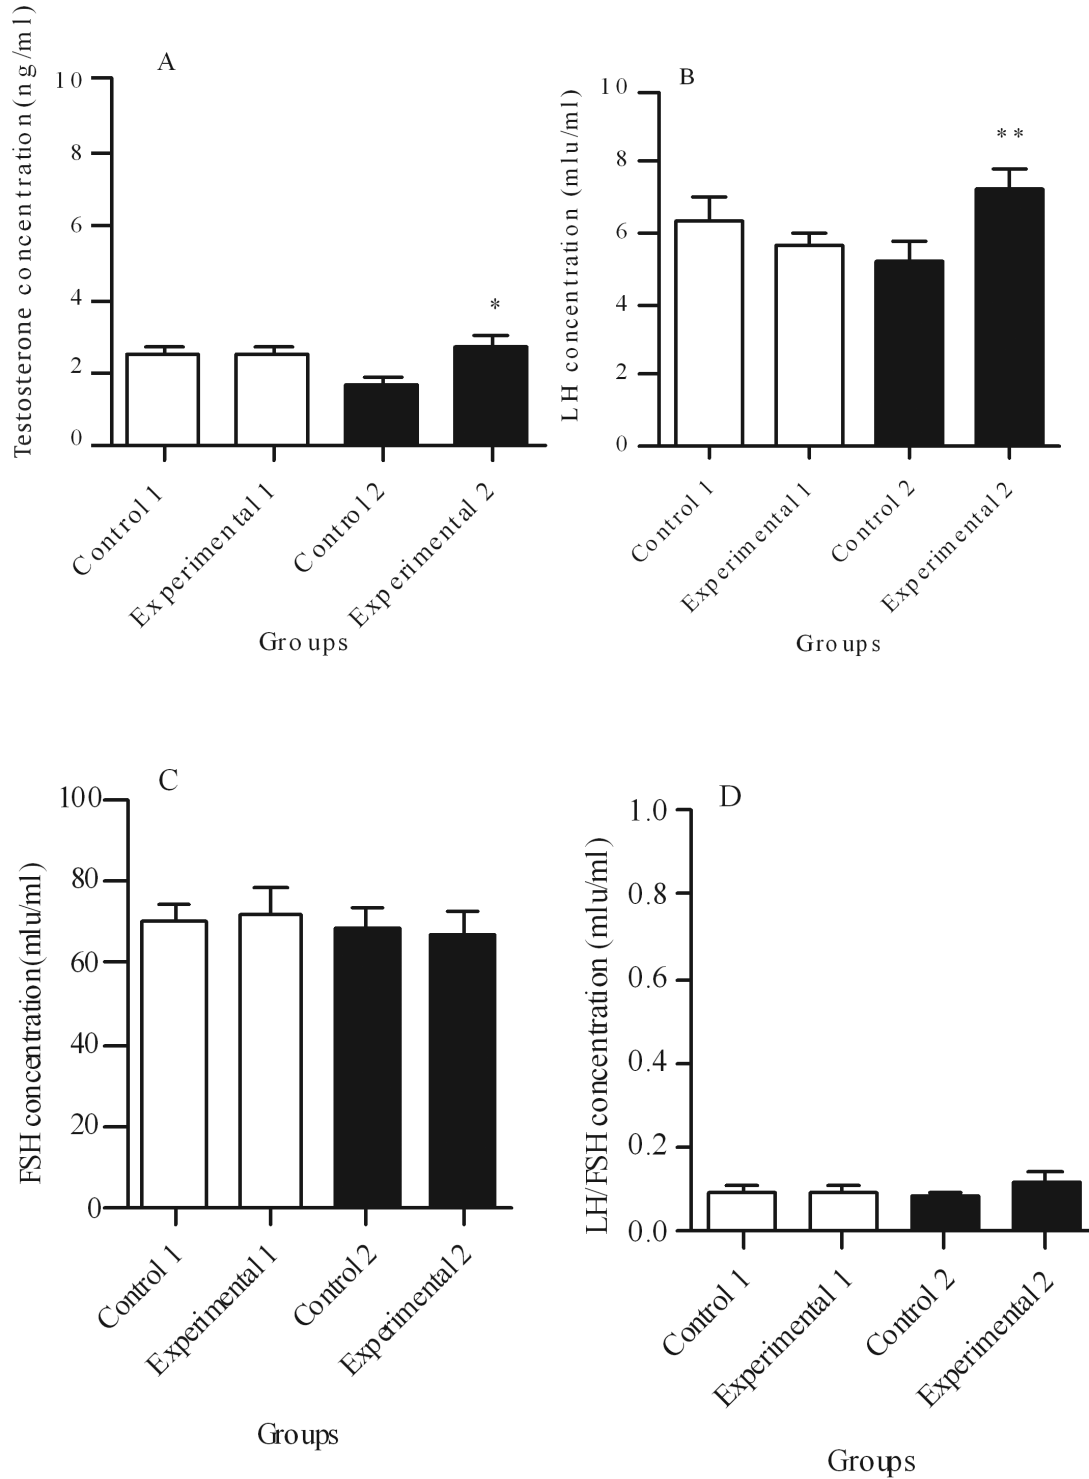 A
Testosterone concentration (ng/ml)
10
8
6
4
2
0
*
Control 1
Experimental 1
Control 2
Experimental 2
Groups
B
LH concentration (mlu/ml)
10
8
6
4
2
0
**
Control 1
Experimental 1
Control 2
Experimental 2
Groups
C
FSH concentration (mlu/ml)
100
80
60
40
20
0
Control 1
Experimental 1
Control 2
Experimental 2
Groups
D
LH/FSH concentration (mlu/ml)
1.0
0.8
0.6
0.4
0.2
0.0
Control 1
Experimental 1
Control 2
Experimental 2
Groups